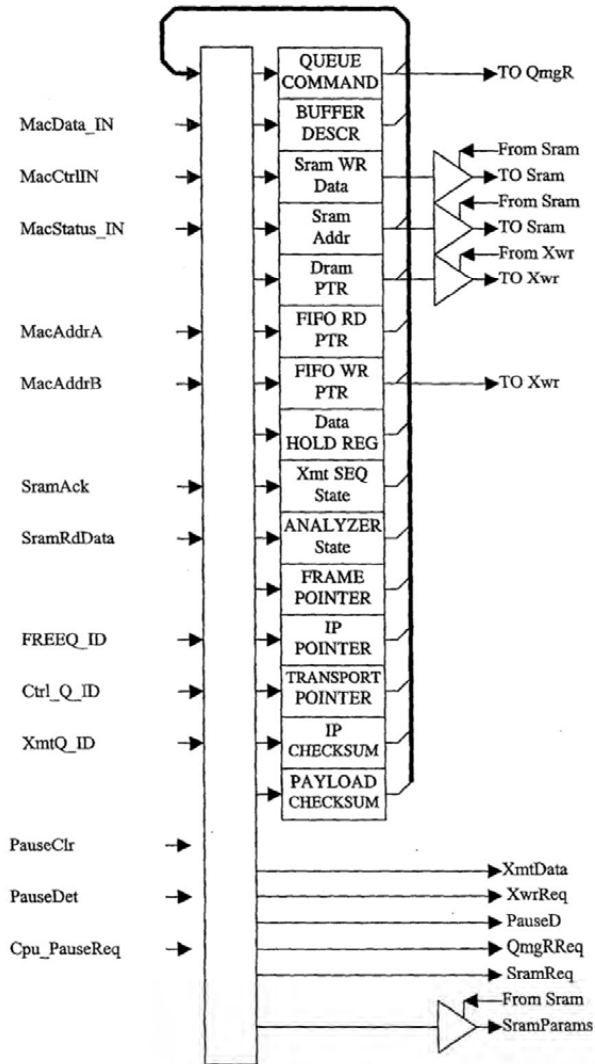 QUEUE
COMMAND
TO QmgR
MacData_IN
BUFFER
DESCR
MacCtrlIN
Sram WR
Data
From Sram
TO Sram
MacStatus_IN
Sram
Addr
From Sram
TO Sram
Dram
PTR
From Xwr
TO Xwr
MacAddrA
FIFO RD
PTR
MacAddrB
FIFO WR
PTR
TO Xwr
Data
HOLD REG
SramAck
Xmt SEQ
State
SramRdData
ANALYZER
State
FRAME
POINTER
FREEQ_ID
IP
POINTER
Ctrl_Q_ID
TRANSPORT
POINTER
XmtQ_ID
IP
CHECKSUM
PAYLOAD
CHECKSUM
PauseClr
XmtData
PauseDet
XwrReq
PauseD
Cpu_PauseReq
QmgRReq
SramReq
From Sram
SramParams